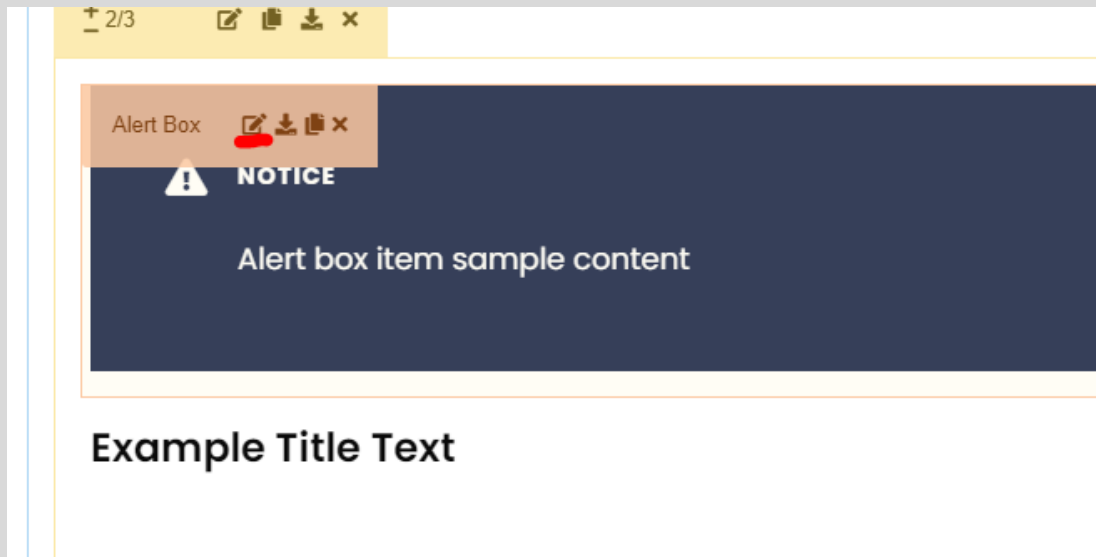 2/3
Alert Box
NOTICE
Alert box item sample content
Example Title Text